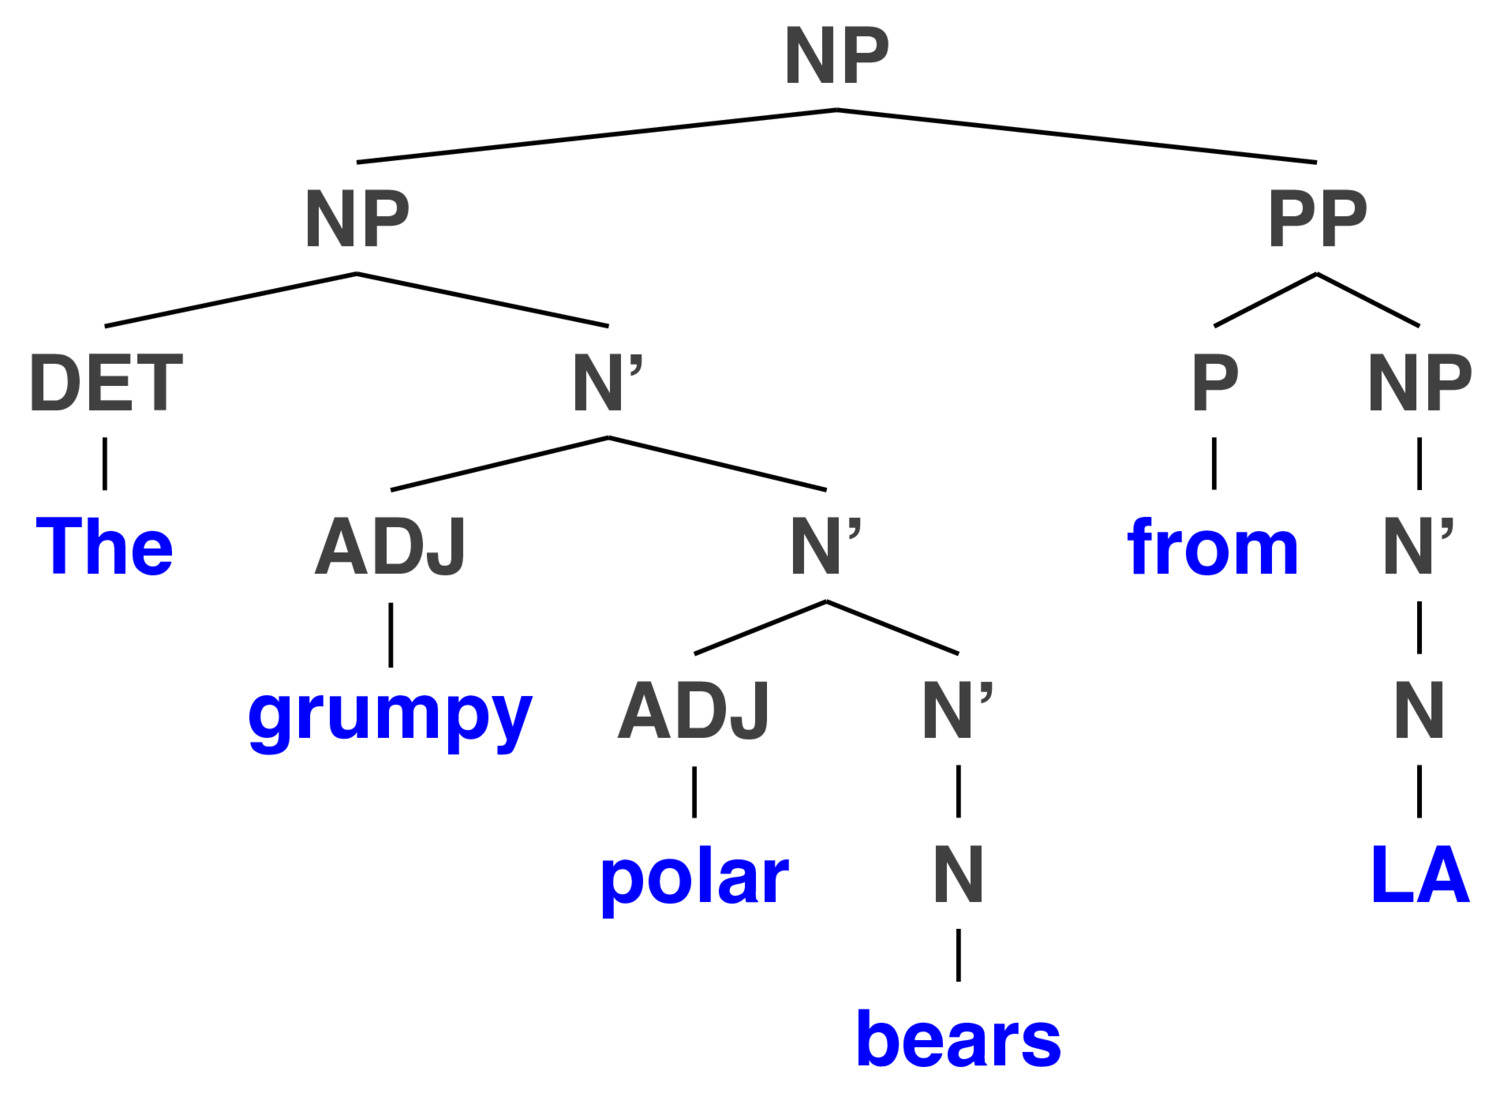 NP
NP PP
DET N’ P NP
The ADJ N’ from N’
grumpy ADJ N’ N
polar N LA
bears